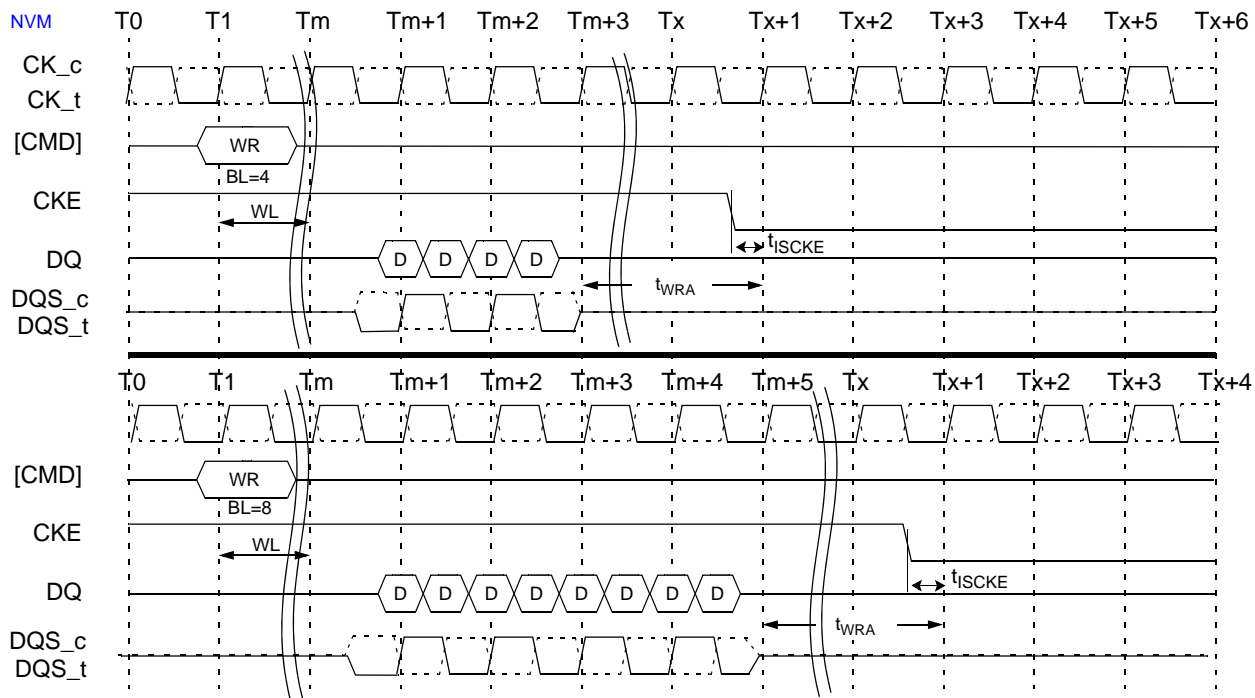 NVM T0 T1 Tm Tm+1 Tm+2 Tm+3 Tx Tx+1 Tx+2 Tx+3 Tx+4 Tx+5 Tx+6
CK_c
CK_t
[CMD] WR
BL=4
CKE
WL
tISCKE
DQ D D D D
tWRA
DQS_c
DQS_t
T0 T1 Tm Tm+1 Tm+2 Tm+3 Tm+4 Tm+5 Tx Tx+1 Tx+2 Tx+3 Tx+4
[CMD] WR
BL=8
CKE
WL
tISCKE
DQ D D D D D D D D
tWRA
DQS_c
DQS_t